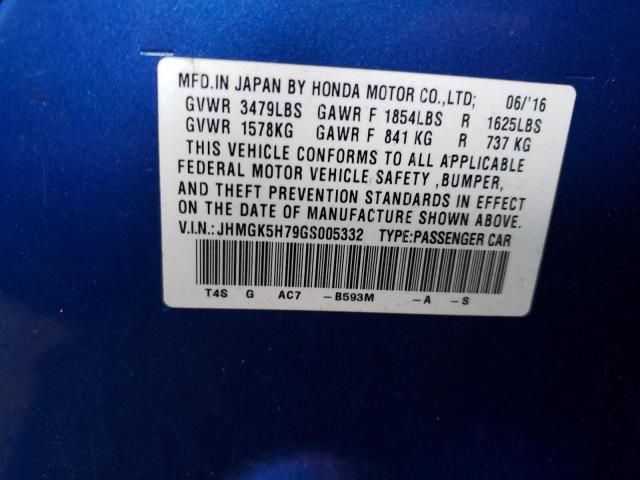 MFD.IN JAPAN BY HONDA MOTOR CO.,LTD; 06/'16
GVWR 3479LBS GAWR F 1854LBS R 1625LBS
GVWR 1578KG GAWR F 841 KG R 737 KG
THIS VEHICLE CONFORMS TO ALL APPLICABLE
FEDERAL MOTOR VEHICLE SAFETY ,BUMPER,
AND THEFT PREVENTION STANDARDS IN EFFECT
ON THE DATE OF MANUFACTURE SHOWN ABOVE.
V.I.N.:JHMGK5H79GS005332 TYPE:PASSENGER CAR
T4S G AC7 -B593M -A -S